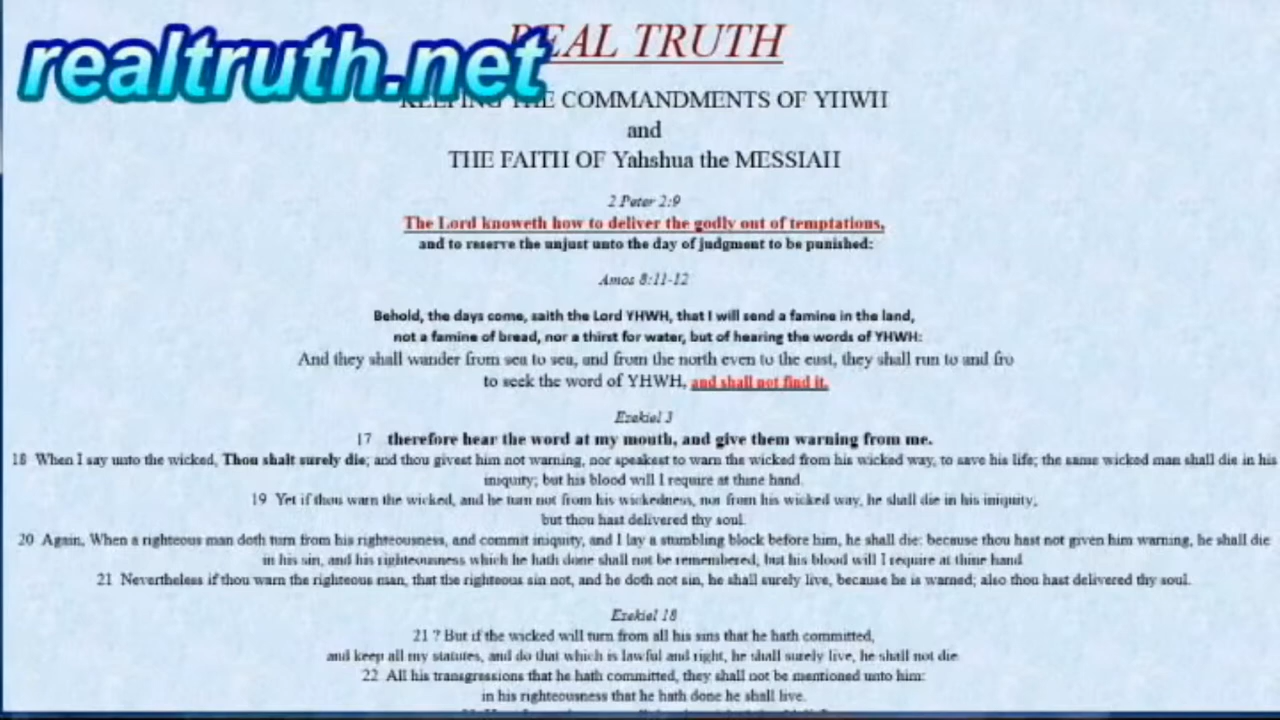 realtruth.net
REAL TRUTH
KEEPING THE COMMANDMENTS OF YHWH
and
THE FAITH OF Yahshua the MESSIAH
2 Peter 2:9
The Lord knoweth how to deliver the godly out of temptations,
and to reserve the unjust unto the day of judgment to be punished:
Amos 8:11-12
Behold, the days come, saith the Lord YHWH, that I will send a famine in the land,
not a famine of bread, nor a thirst for water, but of hearing the words of YHWH:
And they shall wander from sea to sea, and from the north even to the east, they shall run to and fro
to seek the word of YHWH, and shall not find it.
Ezekiel 3
17 therefore hear the word at my mouth, and give them warning from me.
18 When I say unto the wicked, Thou shalt surely die; and thou givest him not warning, nor speakest to warn the wicked from his wicked way, to save his life; the same wicked man shall die in his
iniquity; but his blood will I require at thine hand.
19 Yet if thou warn the wicked, and he turn not from his wickedness, nor from his wicked way, he shall die in his iniquity;
but thou hast delivered thy soul.
20 Again, When a righteous man doth turn from his righteousness, and commit iniquity, and I lay a stumbling block before him, he shall die: because thou hast not given him warning, he shall die
in his sin, and his righteousness which he hath done shall not be remembered; but his blood will I require at thine hand.
21 Nevertheless if thou warn the righteous man, that the righteous sin not, and he doth not sin, he shall surely live, because he is warned; also thou hast delivered thy soul.
Ezekiel 18
21 ? But if the wicked will turn from all his sins that he hath committed,
and keep all my statutes, and do that which is lawful and right, he shall surely live, he shall not die.
22 All his transgressions that he hath committed, they shall not be mentioned unto him:
in his righteousness that he hath done he shall live.